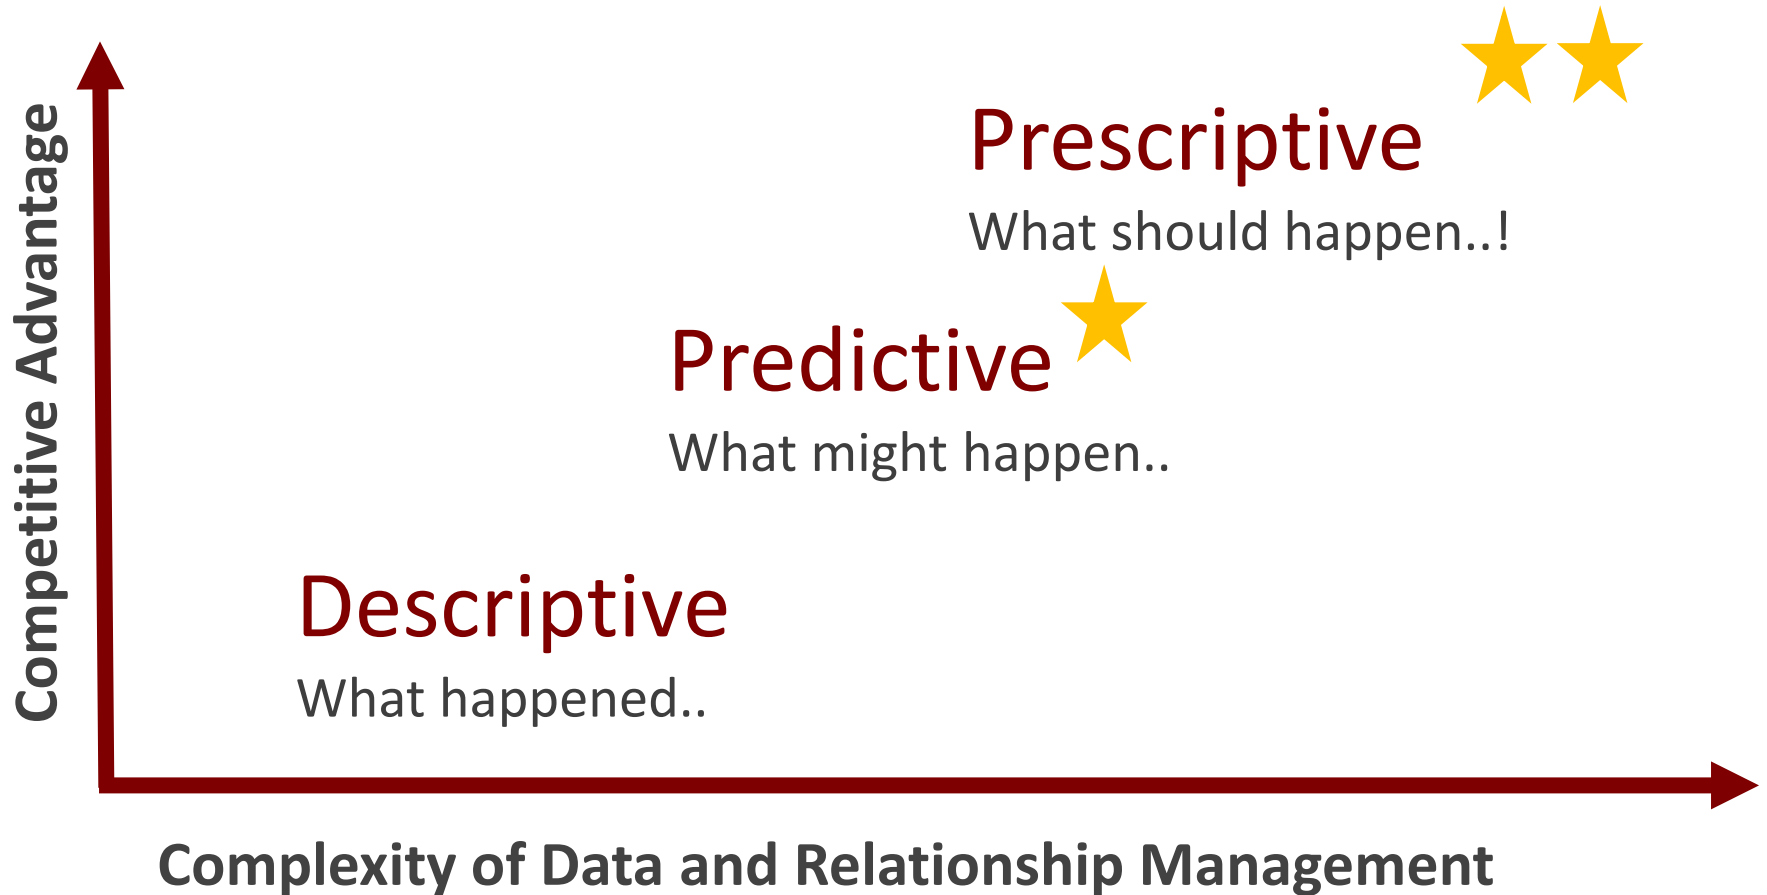 Competitive Advantage
Prescriptive
What should happen..!
Predictive
What might happen..
Descriptive
What happened..
Complexity of Data and Relationship Management